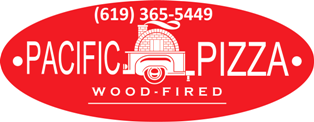 (619) 365-5449
• PACIFIC PIZZA •
WOOD-FIRED